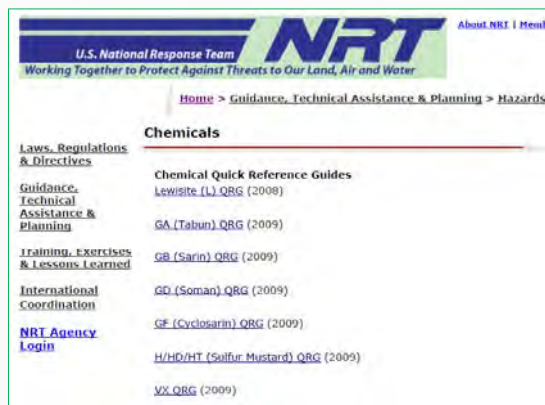 About NRT |
U.S. National Response Team
NRT
Working Together to Protect Against Threats to Our Land, Air and Water
Home > Guidance, Technical Assistance & Planning > Hazards
Chemicals
Laws, Regulations
& Directives
Guidance,
Technical
Assistance &
Planning
Training, Exercises
& Lessons Learned
International
Coordination
NRT Agency
Login
Chemical Quick Reference Guides
Lewisite (L) QRG (2008)
GA (Tabun) QRG (2009)
GB (Sarin) QRG (2009)
GD (Soman) QRG (2009)
GF (Cyclosarin) QRG (2009)
H/HD/HT (Sulfur Mustard) QRG (2009)
VX QRG (2009)